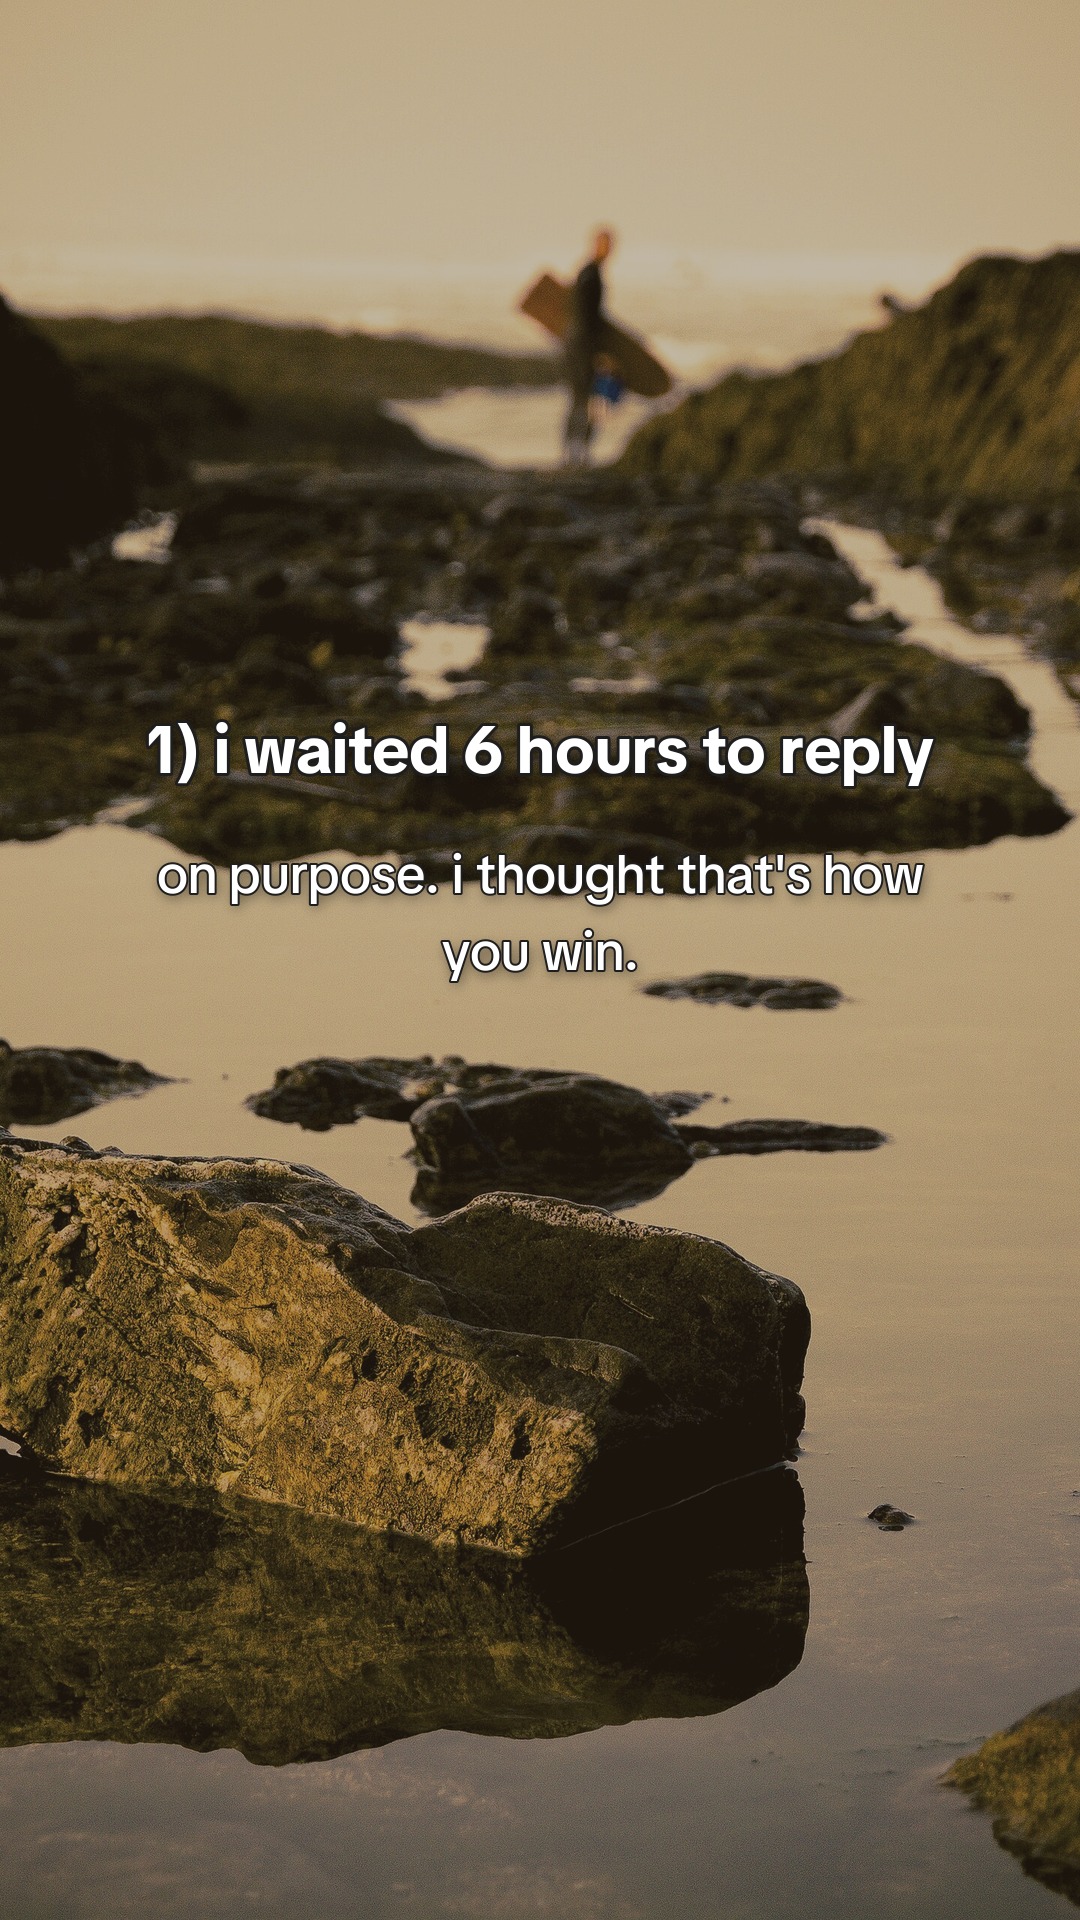 1) i waited 6 hours to reply
on purpose. i thought that's how
you win.